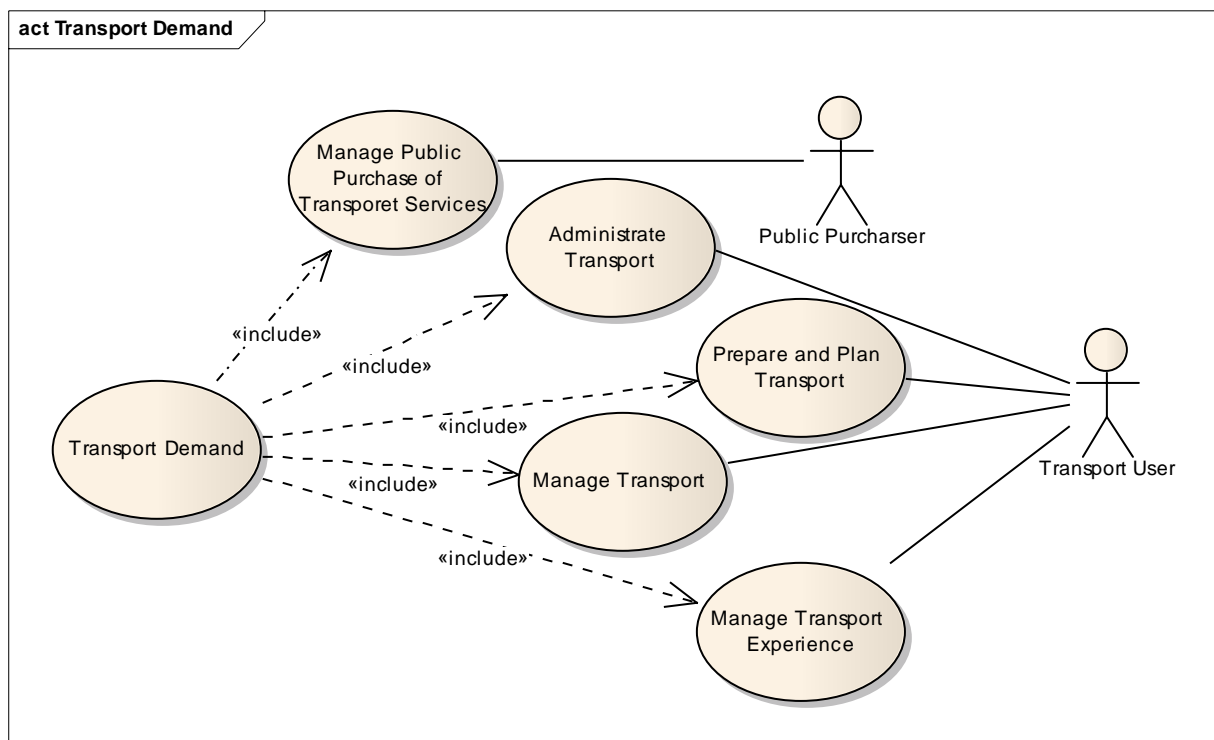 act Transport Demand
Manage Public
Purchase of
Transporet Services
Public Purcharser
Administrate
Transport
«include»
«include»
Prepare and Plan
Transport
«include»
Transport Demand
Manage Transport
«include»
Transport User
«include»
Manage Transport
Experience